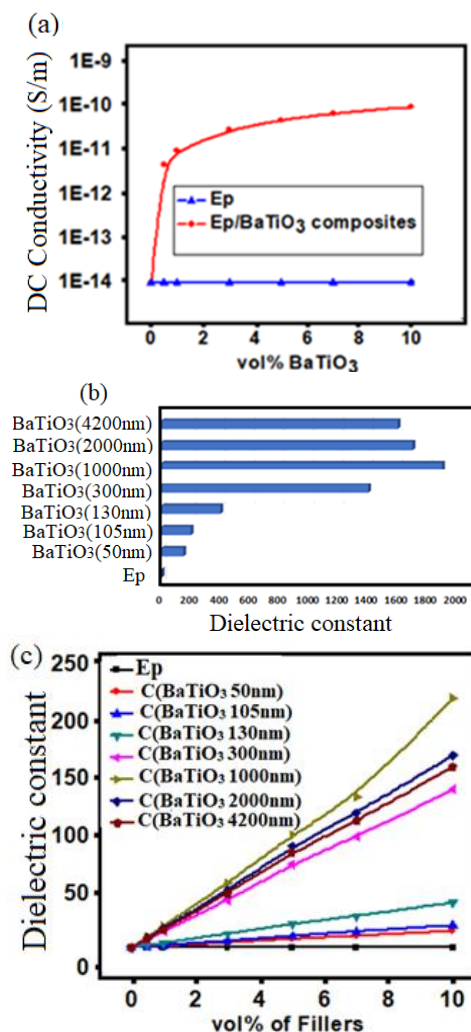 (a)
DC Conductivity (S/m)
1E-9
1E-10
1E-11
1E-12
1E-13
1E-14
Ep
Ep/BaTiO3 composites
0 2 4 6 8 10
vol% BaTiO3
(b)
BaTiO3(4200nm)
BaTiO3(2000nm)
BaTiO3(1000nm)
BaTiO3(300nm)
BaTiO3(130nm)
BaTiO3(105nm)
BaTiO3(50nm)
Ep
0 200 400 600 800 1000 1200 1400 1600 1800 2000
Dielectric constant
(c)
Dielectric constant
250
200
150
100
50
0
Ep
C(BaTiO3 50nm)
C(BaTiO3 105nm)
C(BaTiO3 130nm)
C(BaTiO3 300nm)
C(BaTiO3 1000nm)
C(BaTiO3 2000nm)
C(BaTiO3 4200nm)
0 2 4 6 8 10
vol% of Fillers